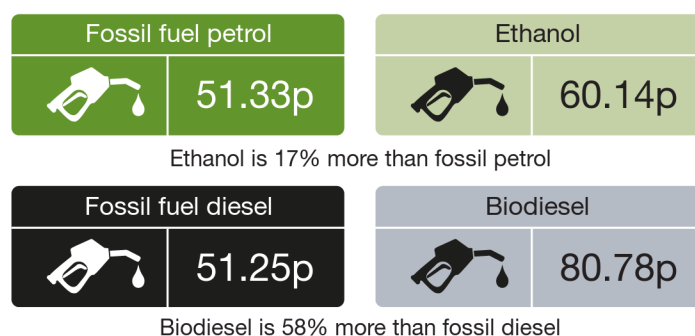 Fossil fuel petrol
51.33p
Ethanol
60.14p
Ethanol is 17% more than fossil petrol
Fossil fuel diesel
51.25p
Biodiesel
80.78p
Biodiesel is 58% more than fossil diesel